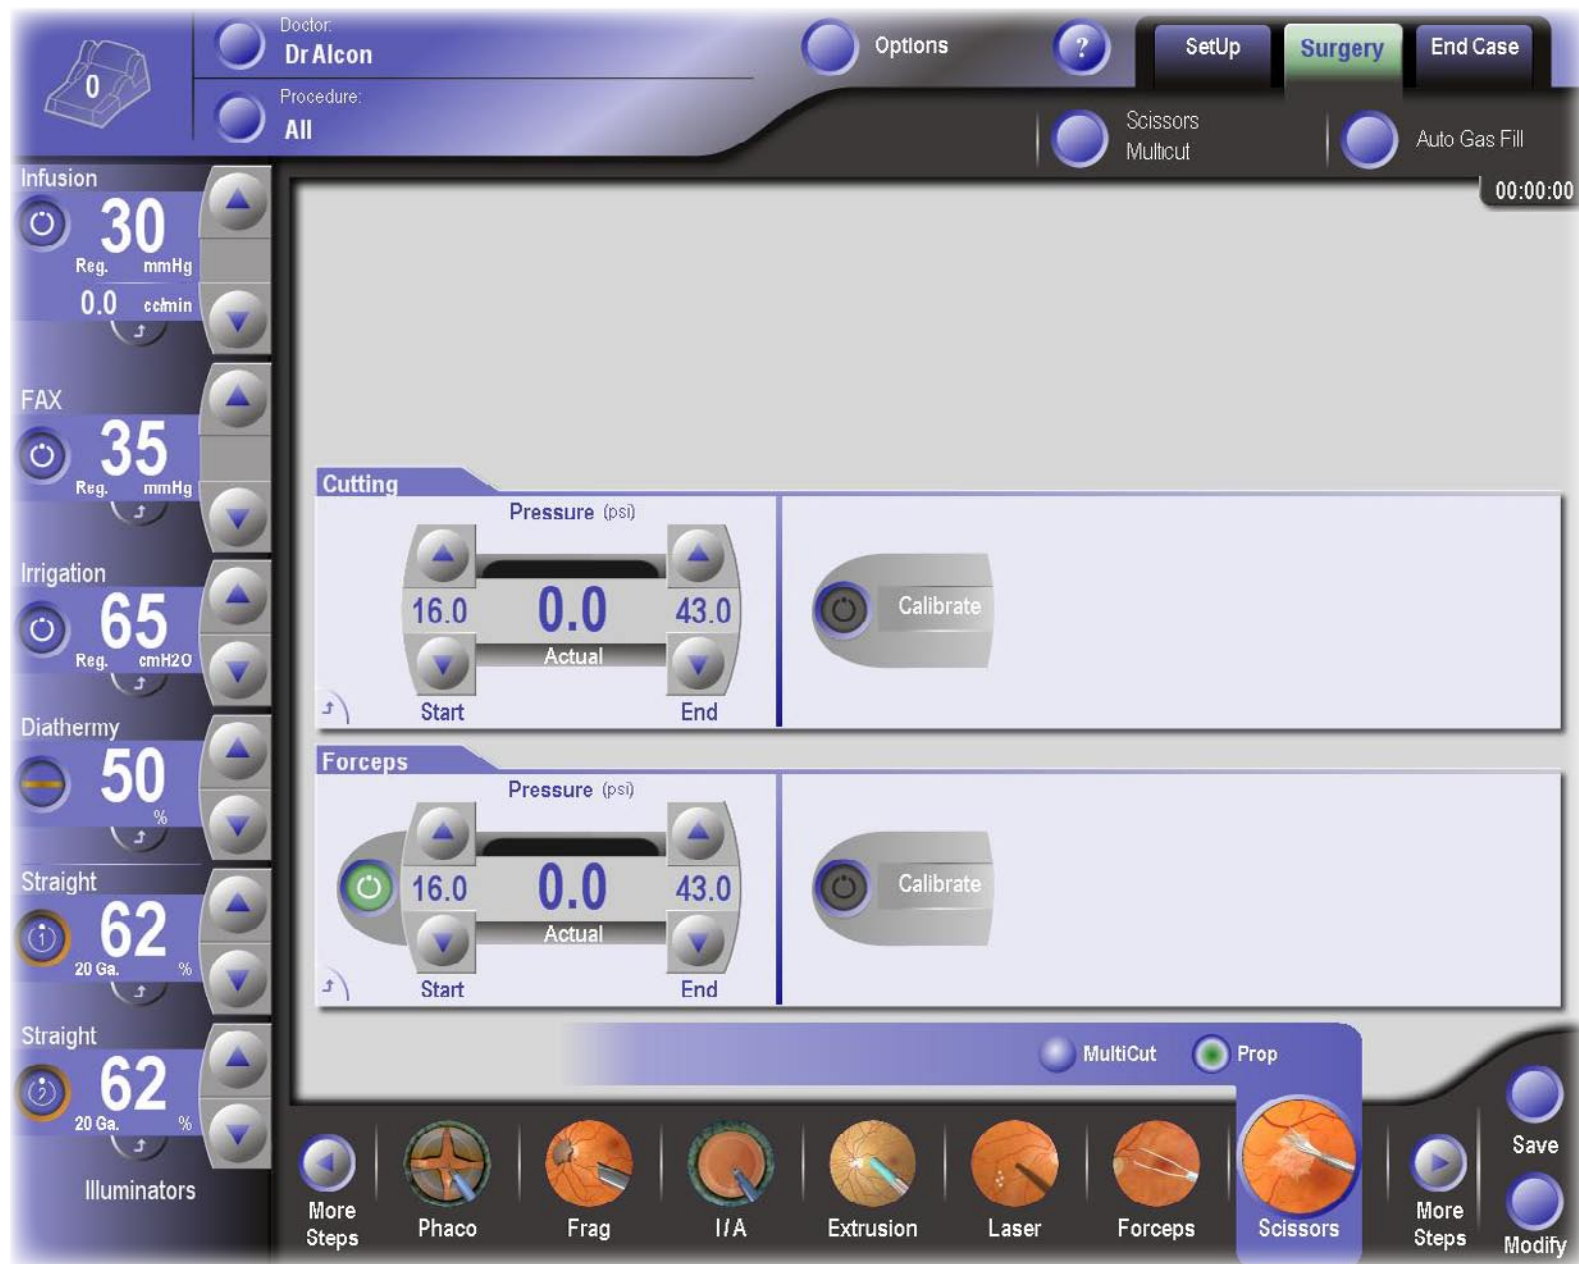 0
Doctor:
DrAlcon
Procedure:
All
Options
?
SetUp
Surgery
End Case
Scissors
Multicut
Auto Gas Fill
00:00:00
Infusion
30
Reg. mmHg
0.0 cc/min
FAX
35
Reg. mmHg
Irrigation
65
Reg. cmH2O
Diathermy
50
%
Straight
1
62
20 Ga. %
Straight
2
62
20 Ga. %
Illuminators
Cutting
Pressure (psi)
16.0 0.0 43.0
Actual
Start End
Calibrate
Forceps
Pressure (psi)
16.0 0.0 43.0
Actual
Start End
Calibrate
MultiCut Prop
More
Steps
Phaco
Frag
I/A
Extrusion
Laser
Forceps
Scissors
More
Steps
Save
Modify